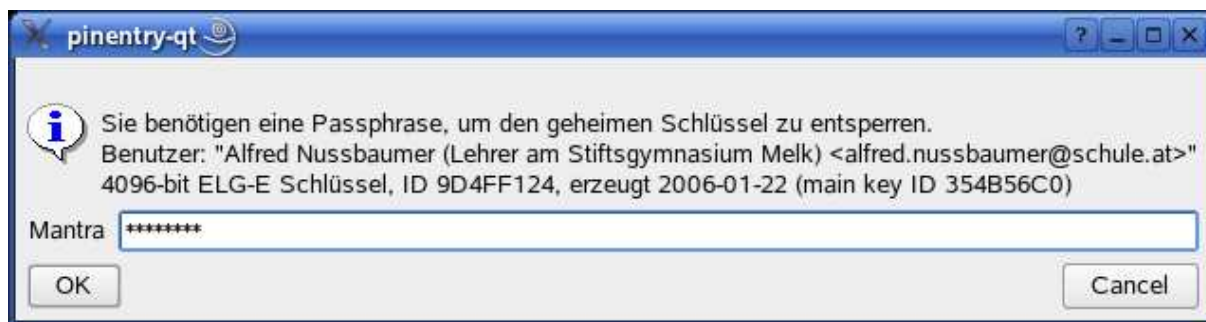 pinentry-qt
Sie benötigen eine Passphrase, um den geheimen Schlüssel zu entsperren.
Benutzer: "Alfred Nussbaumer (Lehrer am Stiftsgymnasium Melk) <alfred.nussbaumer@schule.at>"
4096-bit ELG-E Schlüssel, ID 9D4FF124, erzeugt 2006-01-22 (main key ID 354B56C0)
Mantra ********
OK Cancel